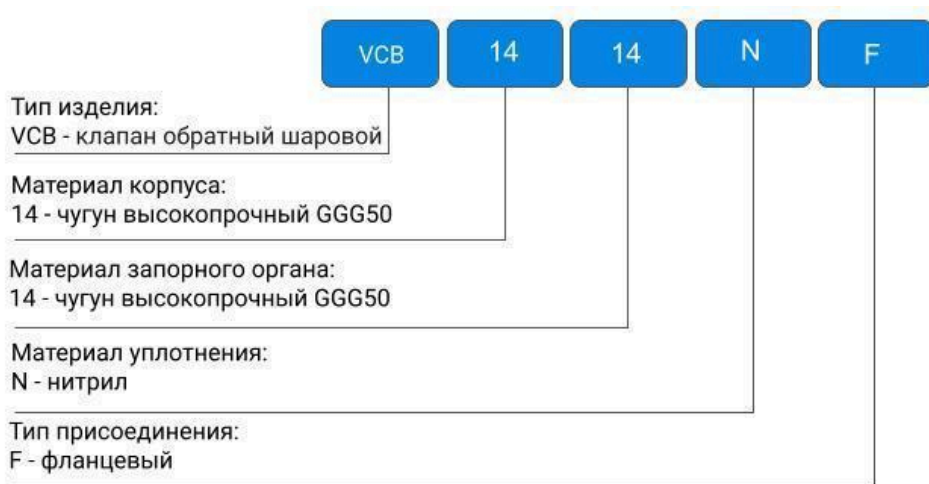 VCB 14 14 N F
Тип изделия:
VCB - клапан обратный шаровой
Материал корпуса:
14 - чугун высокопрочный GGG50
Материал запорного органа:
14 - чугун высокопрочный GGG50
Материал уплотнения:
N - нитрил
Тип присоединения:
F - фланцевый